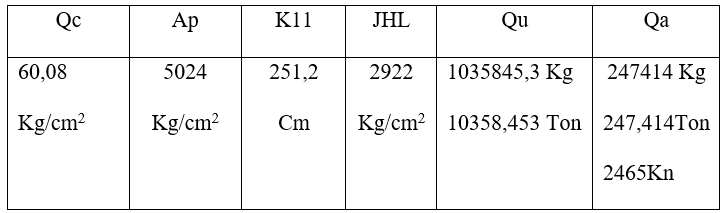 Qc Ap K11 JHL Qu Qa
60,08 5024 251,2 2922 1035845,3 Kg 247414 Kg
Kg/cm² Kg/cm² Cm Kg/cm² 10358,453 Ton 247,414Ton
2465Kn